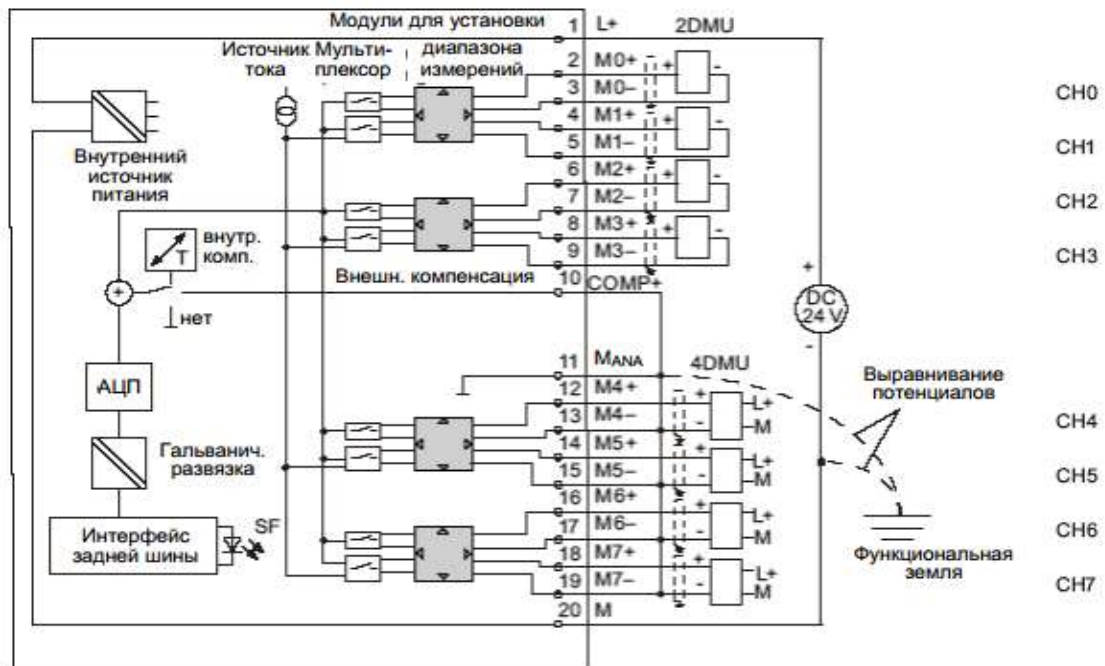 Модули для установки
1 L+ 2DMU
Источник тока
Мульти-плексор
диапазона измерений
2 M0+ + -
3 M0– CH0
4 M1+ + -
5 M1– CH1
6 M2+ + -
7 M2– CH2
8 M3+ + -
9 M3– CH3
10 COMP+
Внутренний
источник
питания
внутр.
комп.
T
Внешн. компенсация
+
нет
+
DC
24 V
-
11 MANA 4DMU
12 M4+ + L+
13 M4– - M CH4
14 M5+ + L+
15 M5– - M CH5
16 M6+ + L+
17 M6– - M CH6
18 M7+ + L+
19 M7– - M CH7
20 M
АЦП
Гальванич.
развязка
Интерфейс
задней шины
SF
Выравнивание
потенциалов
Функциональная
земля